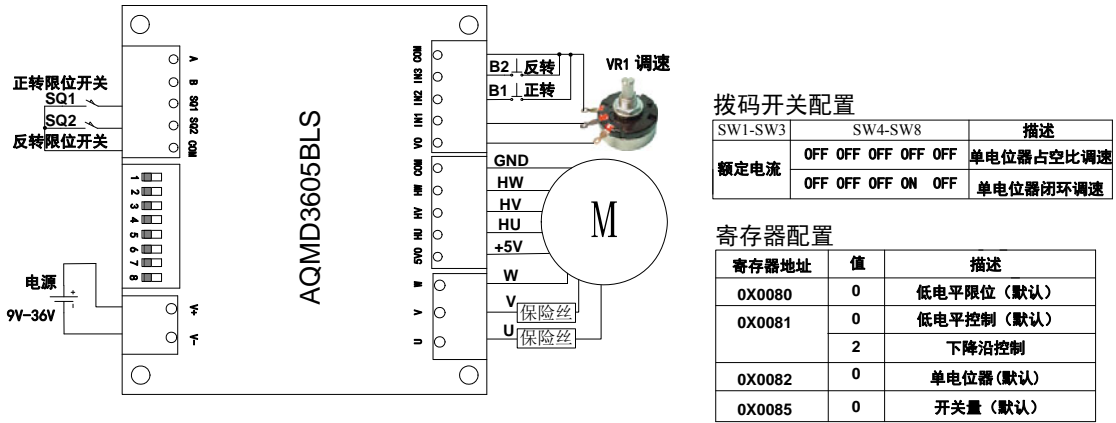 A
B
SQ1
SQ2
COM
正转限位开关
SQ1
SQ2
反转限位开关
1
2
3
4
5
6
7
8
电源
9V-36V
+
V+
V-
AQMD3605BLS
COM
IN3
IN2
IN1
VO
B2 反转
B1 正转
VR1 调速
COM
HW
HV
HU
5VO
GND
HW
HV
HU
+5V
M
W
V
U
W
V 保险丝
U 保险丝
拨码开关配置
SW1-SW3 SW4-SW8 描述
额定电流 OFF OFF OFF OFF OFF 单电位器占空比调速
OFF OFF OFF ON OFF 单电位器闭环调速
寄存器配置
寄存器地址 值 描述
0X0080 0 低电平限位（默认）
0X0081 0 低电平控制（默认）
2 下降沿控制
0X0082 0 单电位器(默认)
0X0085 0 开关量（默认）